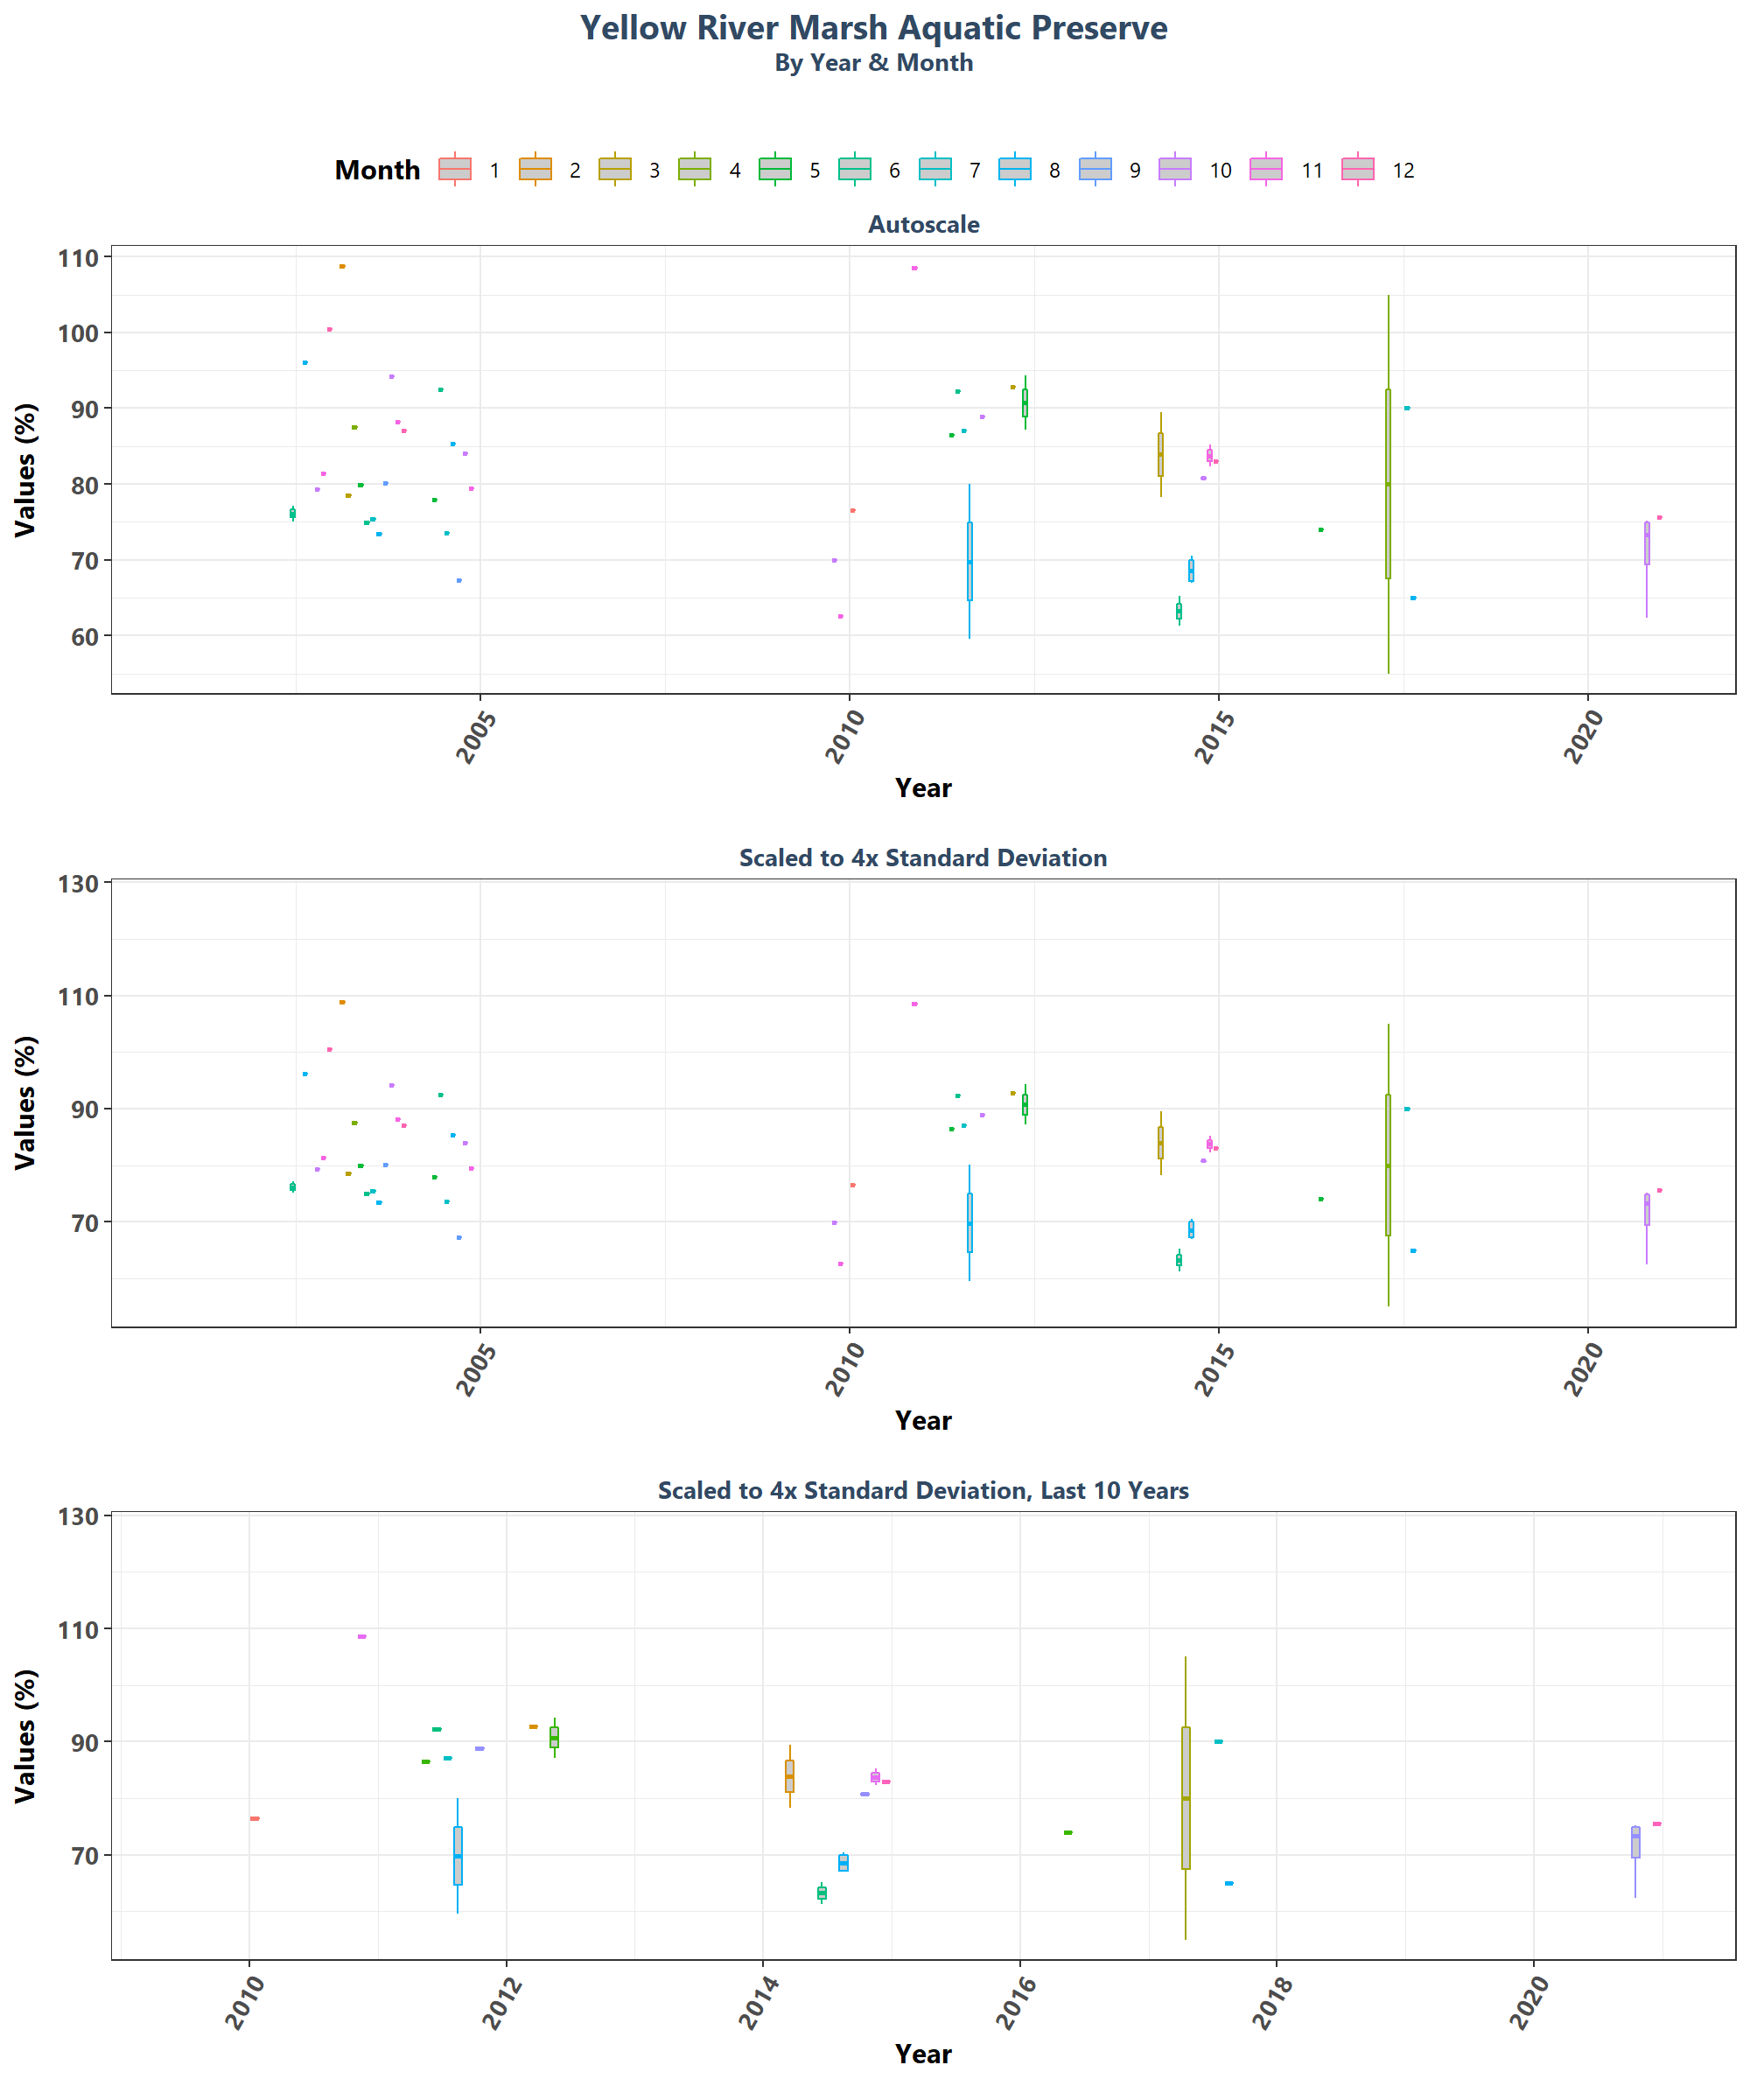 Yellow River Marsh Aquatic Preserve
By Year & Month
Month 1 2 3 4 5 6 7 8 9 10 11 12
Autoscale
110
100
90
80
70
60
Values (%)
2005 2010 2015 2020
Year
Scaled to 4x Standard Deviation
130
110
90
70
Values (%)
2005 2010 2015 2020
Year
Scaled to 4x Standard Deviation, Last 10 Years
130
110
90
70
Values (%)
2010 2012 2014 2016 2018 2020
Year